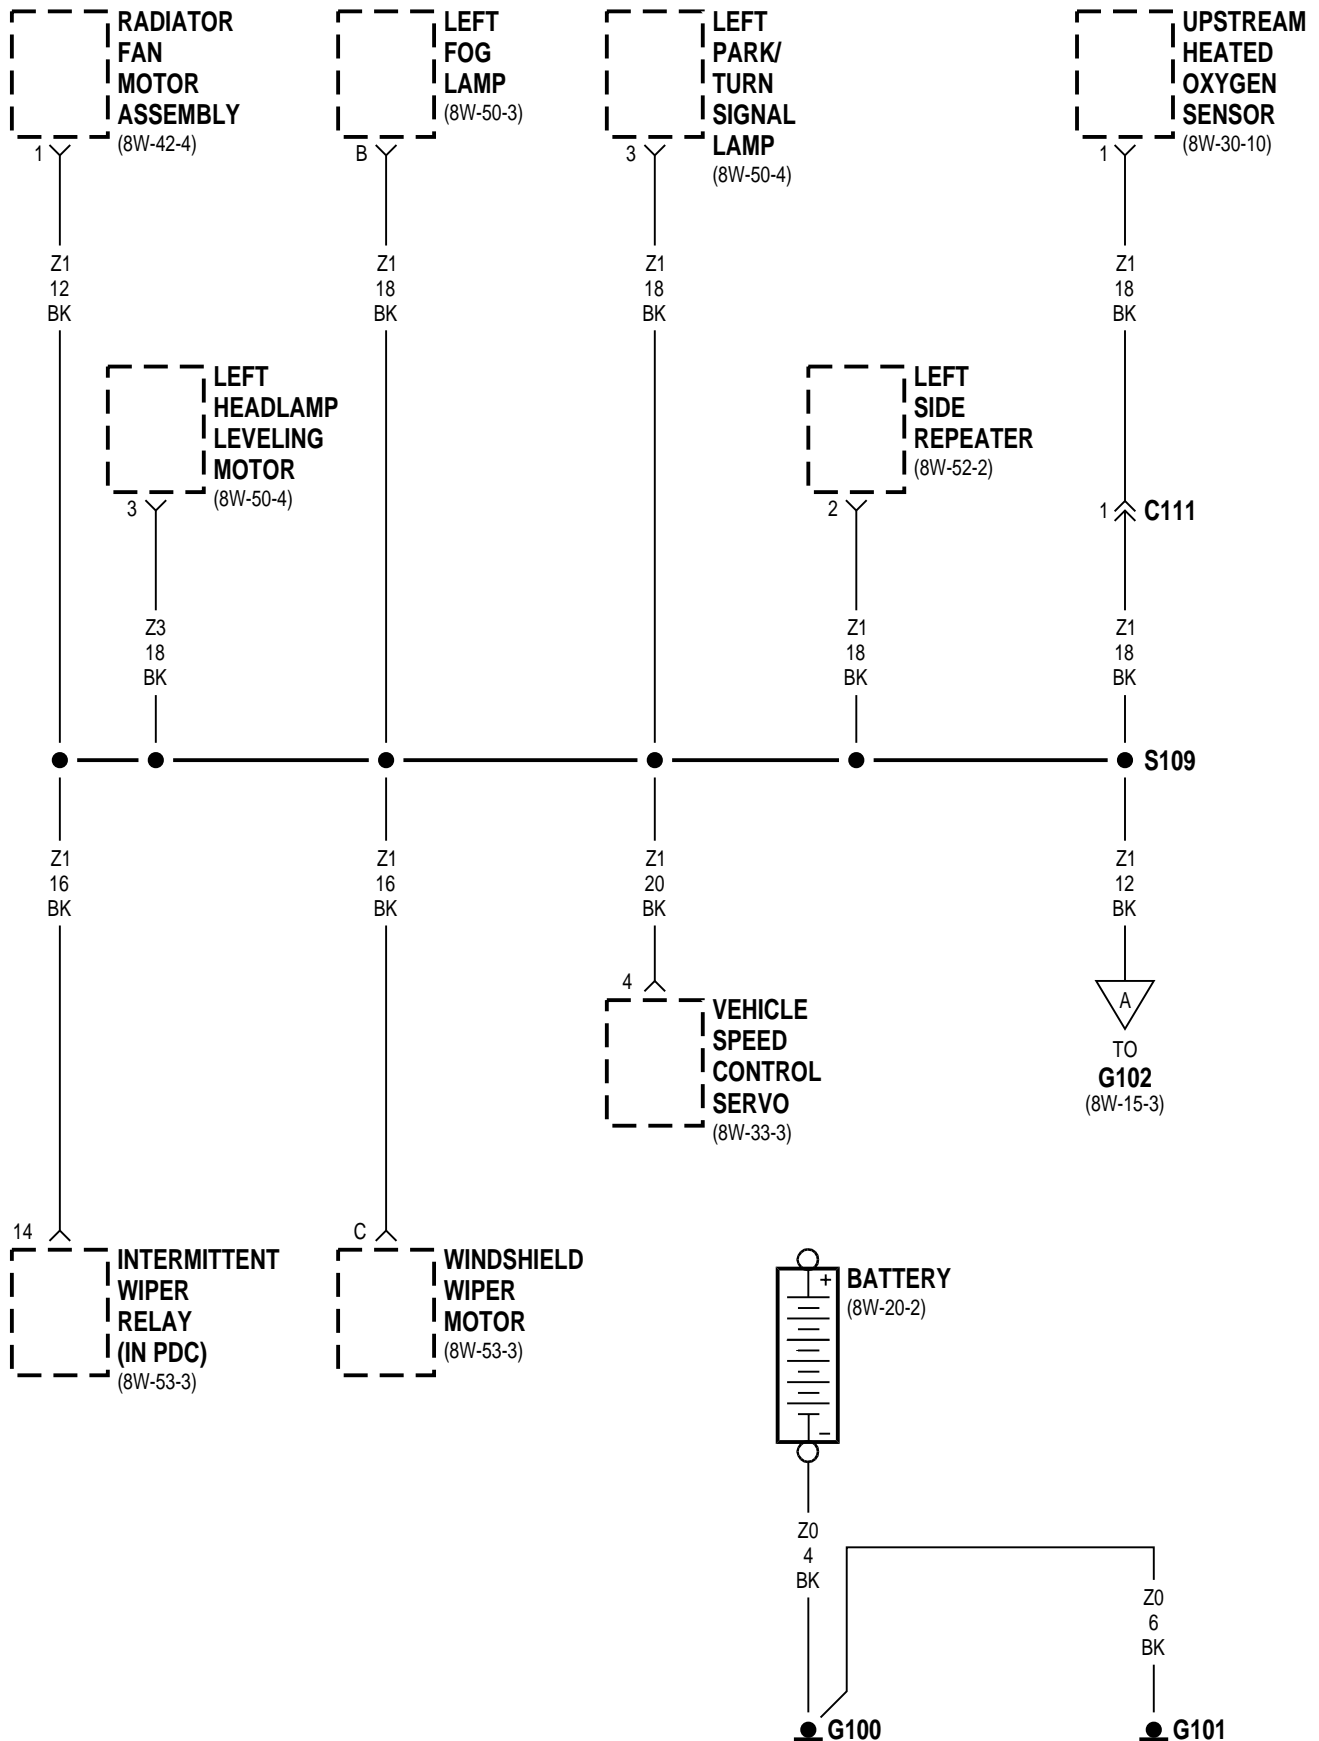 RADIATOR
FAN
MOTOR
ASSEMBLY
(8W-42-4)
1
LEFT
FOG
LAMP
(8W-50-3)
B
LEFT
PARK/
TURN
SIGNAL
LAMP
(8W-50-4)
3
UPSTREAM
HEATED
OXYGEN
SENSOR
(8W-30-10)
1
Z1
12
BK
Z1
18
BK
Z1
18
BK
Z1
18
BK
LEFT
HEADLAMP
LEVELING
MOTOR
(8W-50-4)
3
LEFT
SIDE
REPEATER
(8W-52-2)
2
1 C111
Z3
18
BK
Z1
18
BK
Z1
18
BK
S109
Z1
16
BK
Z1
16
BK
Z1
20
BK
Z1
12
BK
4
VEHICLE
SPEED
CONTROL
SERVO
(8W-33-3)
A
TO
G102
(8W-15-3)
14
INTERMITTENT
WIPER
RELAY
(IN PDC)
(8W-53-3)
C
WINDSHIELD
WIPER
MOTOR
(8W-53-3)
+
BATTERY
(8W-20-2)
–
Z0
4
BK
Z0
6
BK
G100
G101